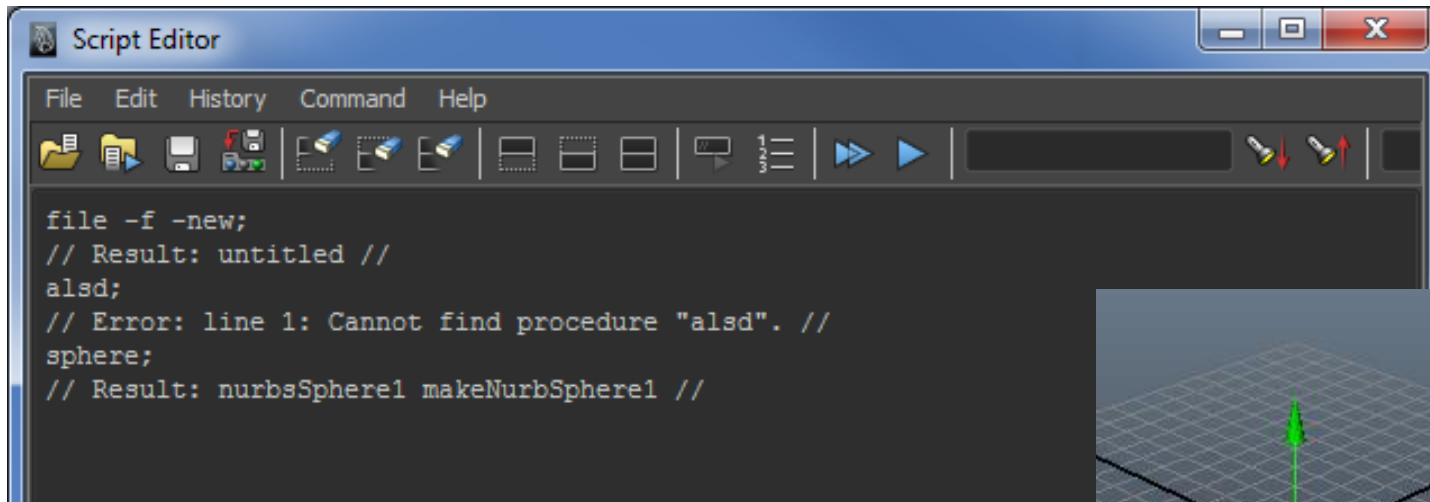 Script Editor
File Edit History Command Help
file -f -new;
// Result: untitled //
alsd;
// Error: line 1: Cannot find procedure "alsd". //
sphere;
// Result: nurbsSphere1 makeNurbSphere1 //